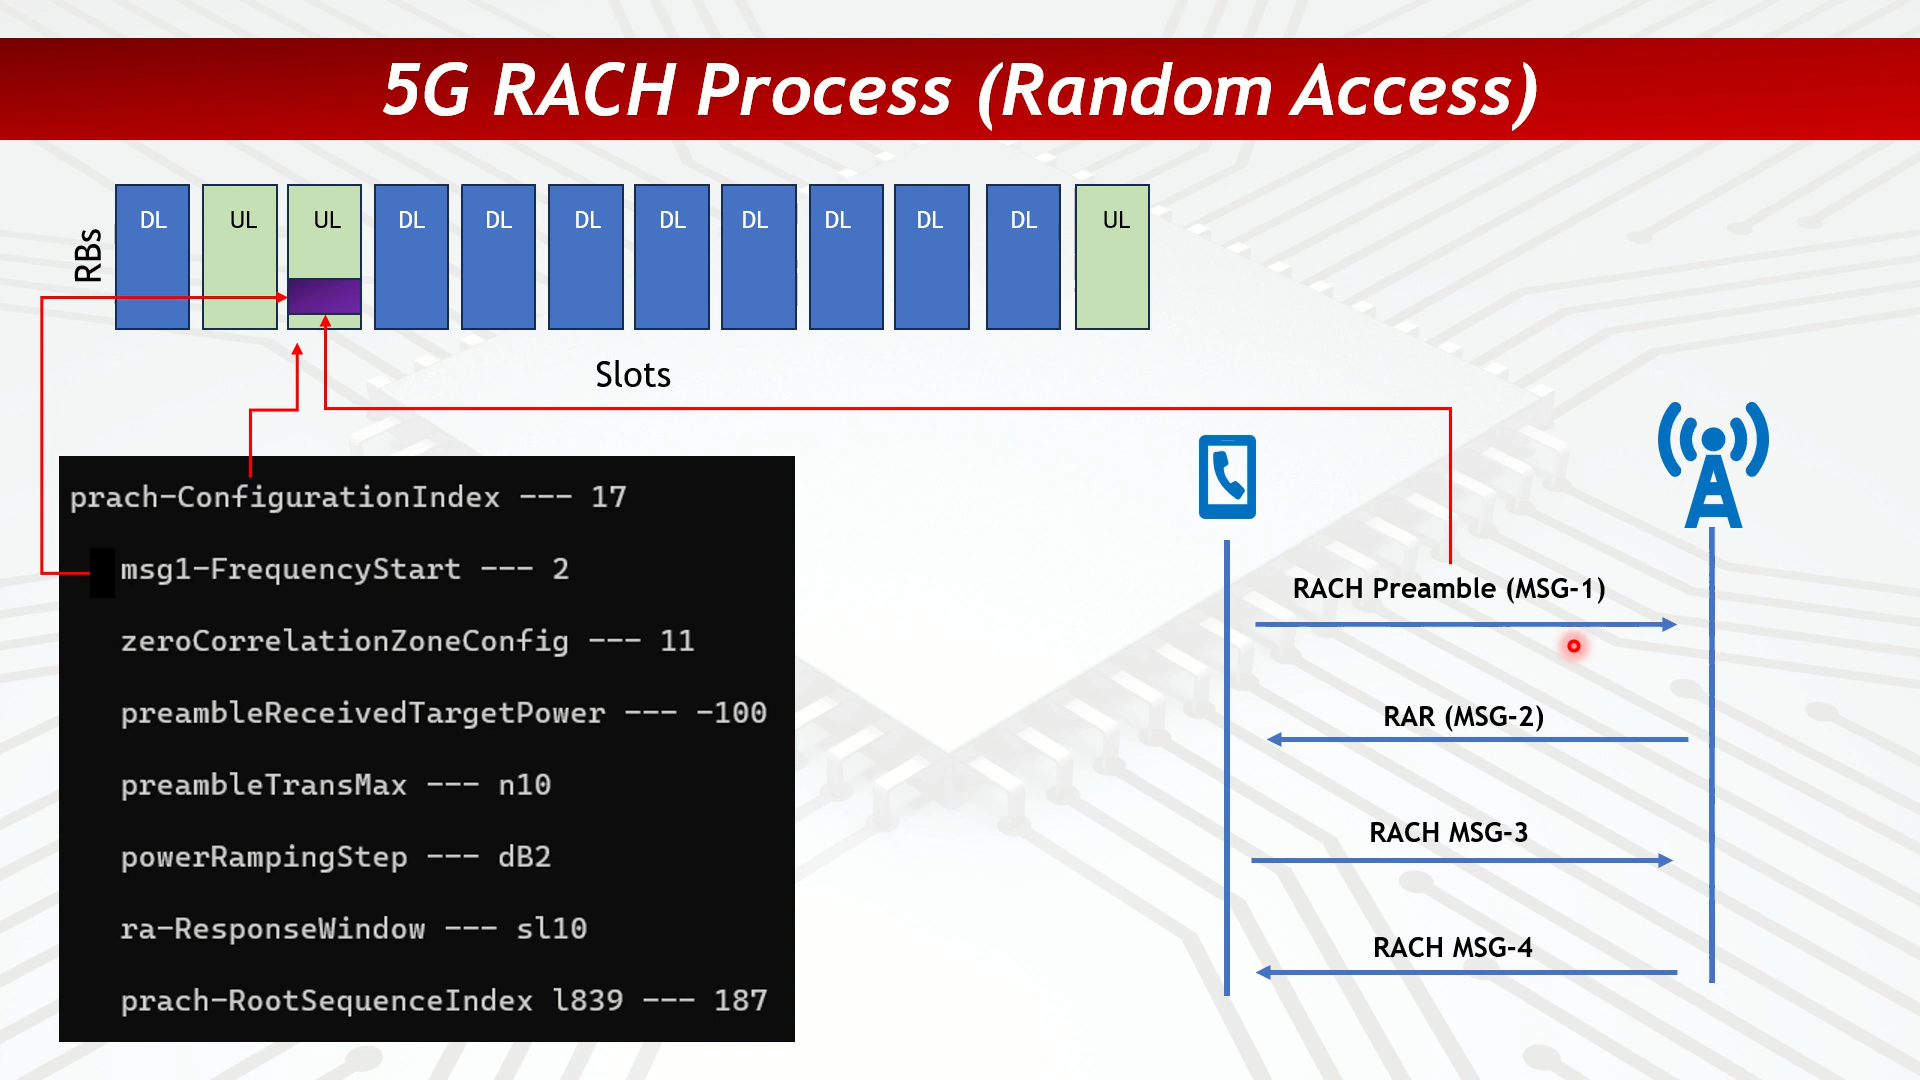 5G RACH Process (Random Access)
RBs
DL UL UL DL DL DL DL DL DL DL DL UL
Slots
prach-ConfigurationIndex --- 17
msg1-FrequencyStart --- 2
zeroCorrelationZoneConfig --- 11
preambleReceivedTargetPower --- -100
preambleTransMax --- n10
powerRampingStep --- dB2
ra-ResponseWindow --- sl10
prach-RootSequenceIndex l839 --- 187
RACH Preamble (MSG-1)
RAR (MSG-2)
RACH MSG-3
RACH MSG-4